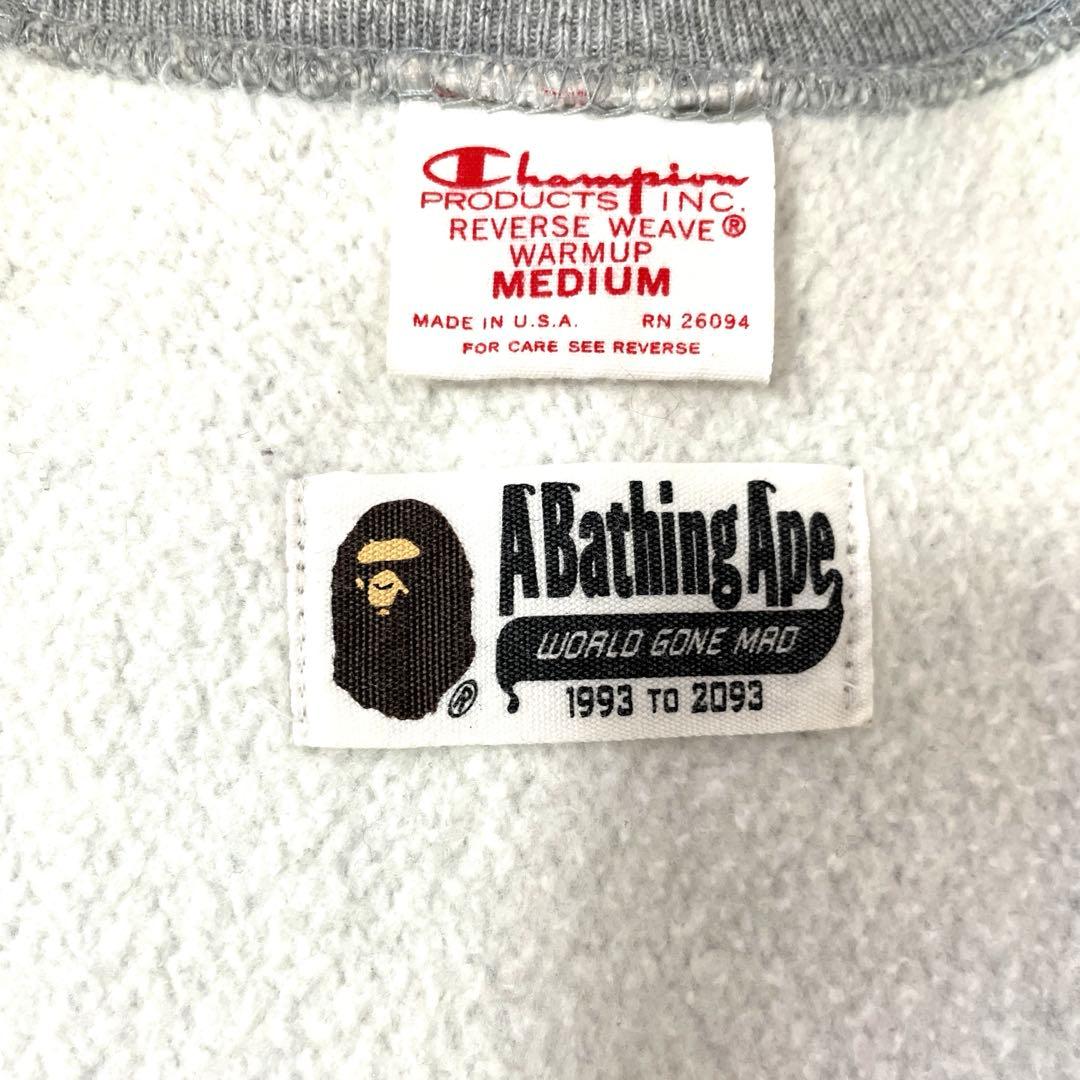 Champion
PRODUCTS INC.
REVERSE WEAVE®
WARMUP
MEDIUM
MADE IN U.S.A. RN 26094
FOR CARE SEE REVERSE
A Bathing Ape
WORLD GONE MAD
® 1993 TO 2093